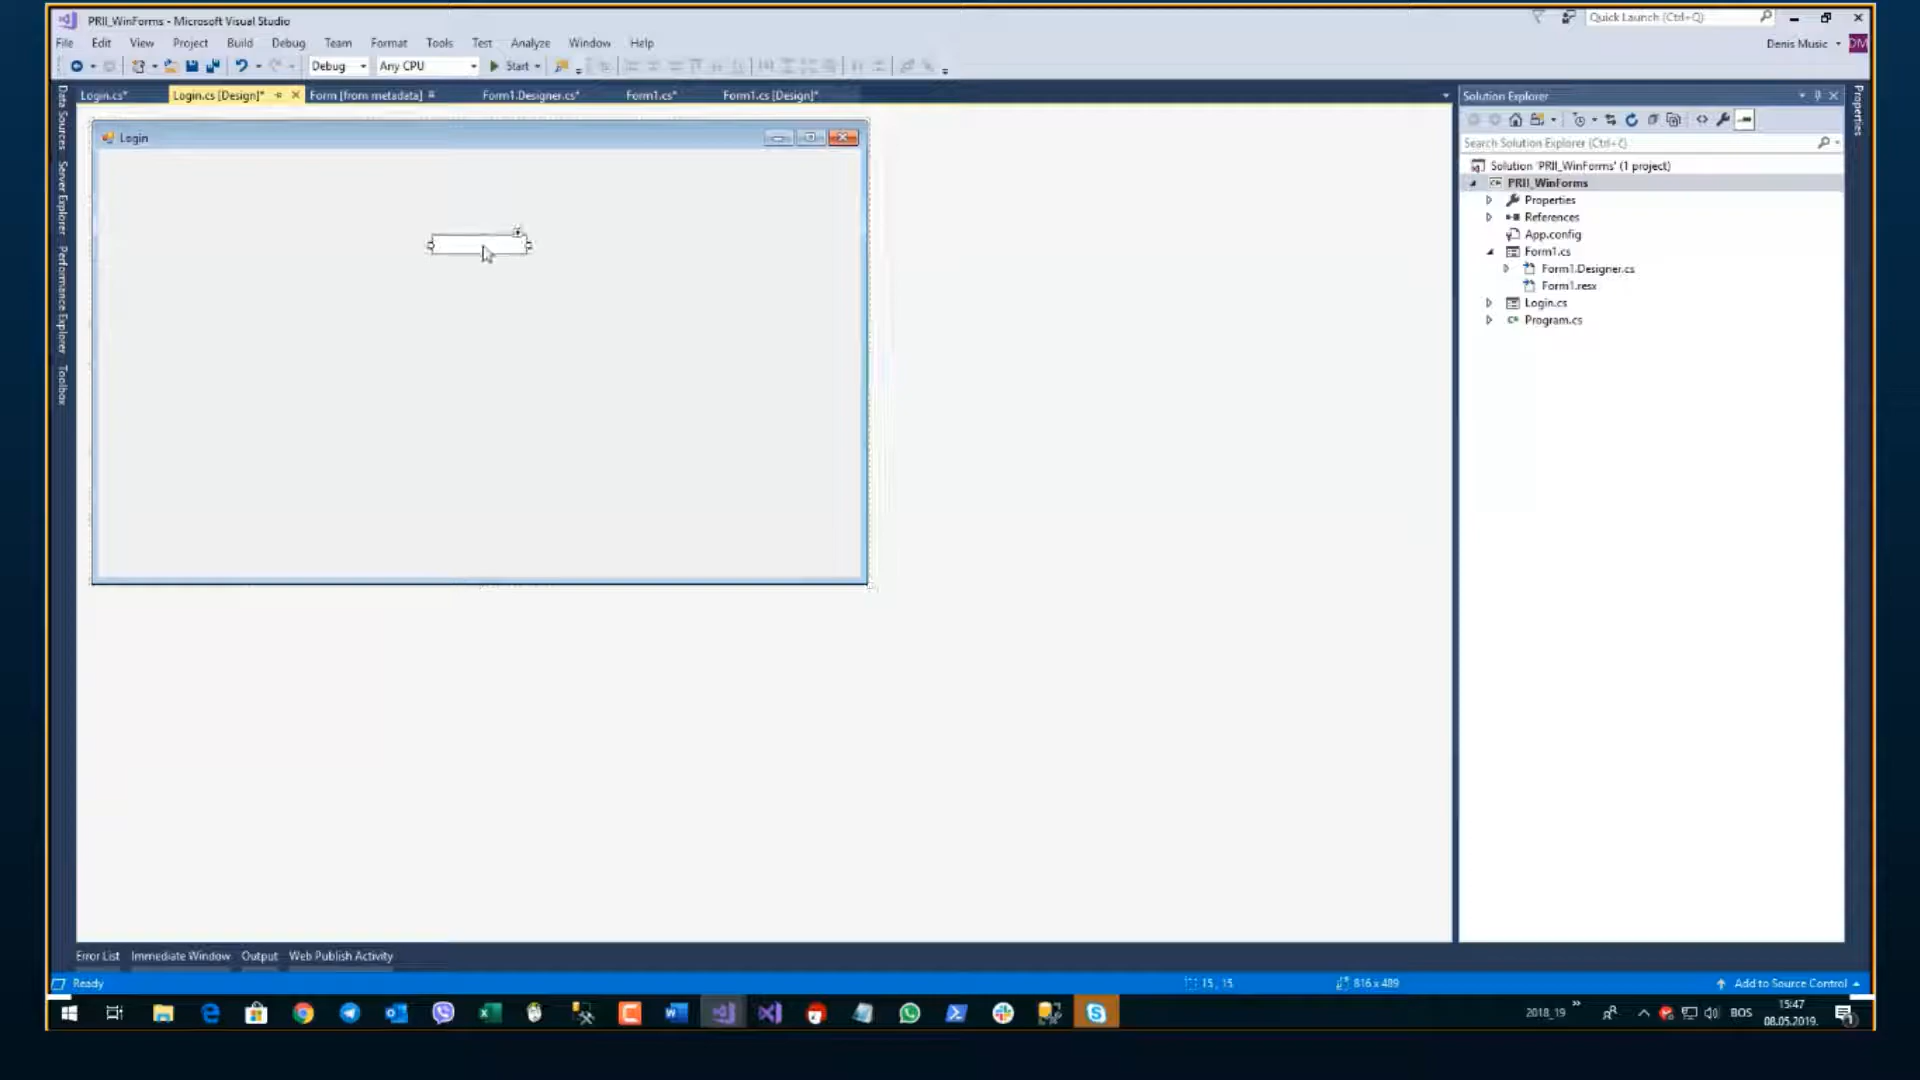 PRII_WinForms - Microsoft Visual Studio
Quick Launch (Ctrl+Q)
File Edit View Project Build Debug Team Format Tools Test Analyze Window Help
Denis Music DM
Debug Any CPU Start
Login.cs* Login.cs [Design]* Form [from metadata] Form1.Designer.cs* Form1.cs* Form1.cs [Design]*
Solution Explorer
Search Solution Explorer (Ctrl+č)
Solution 'PRII_WinForms' (1 project)
PRII_WinForms
Properties
References
App.config
Form1.cs
Form1.Designer.cs
Form1.resx
Login.cs
Program.cs
Properties
Data Sources
Server Explorer
Performance Explorer
Toolbox
Login
Error List Immediate Window Output Web Publish Activity
Ready
15 , 15
816 x 489
Add to Source Control
2018_19
BOS
15:47
08.05.2019.
1